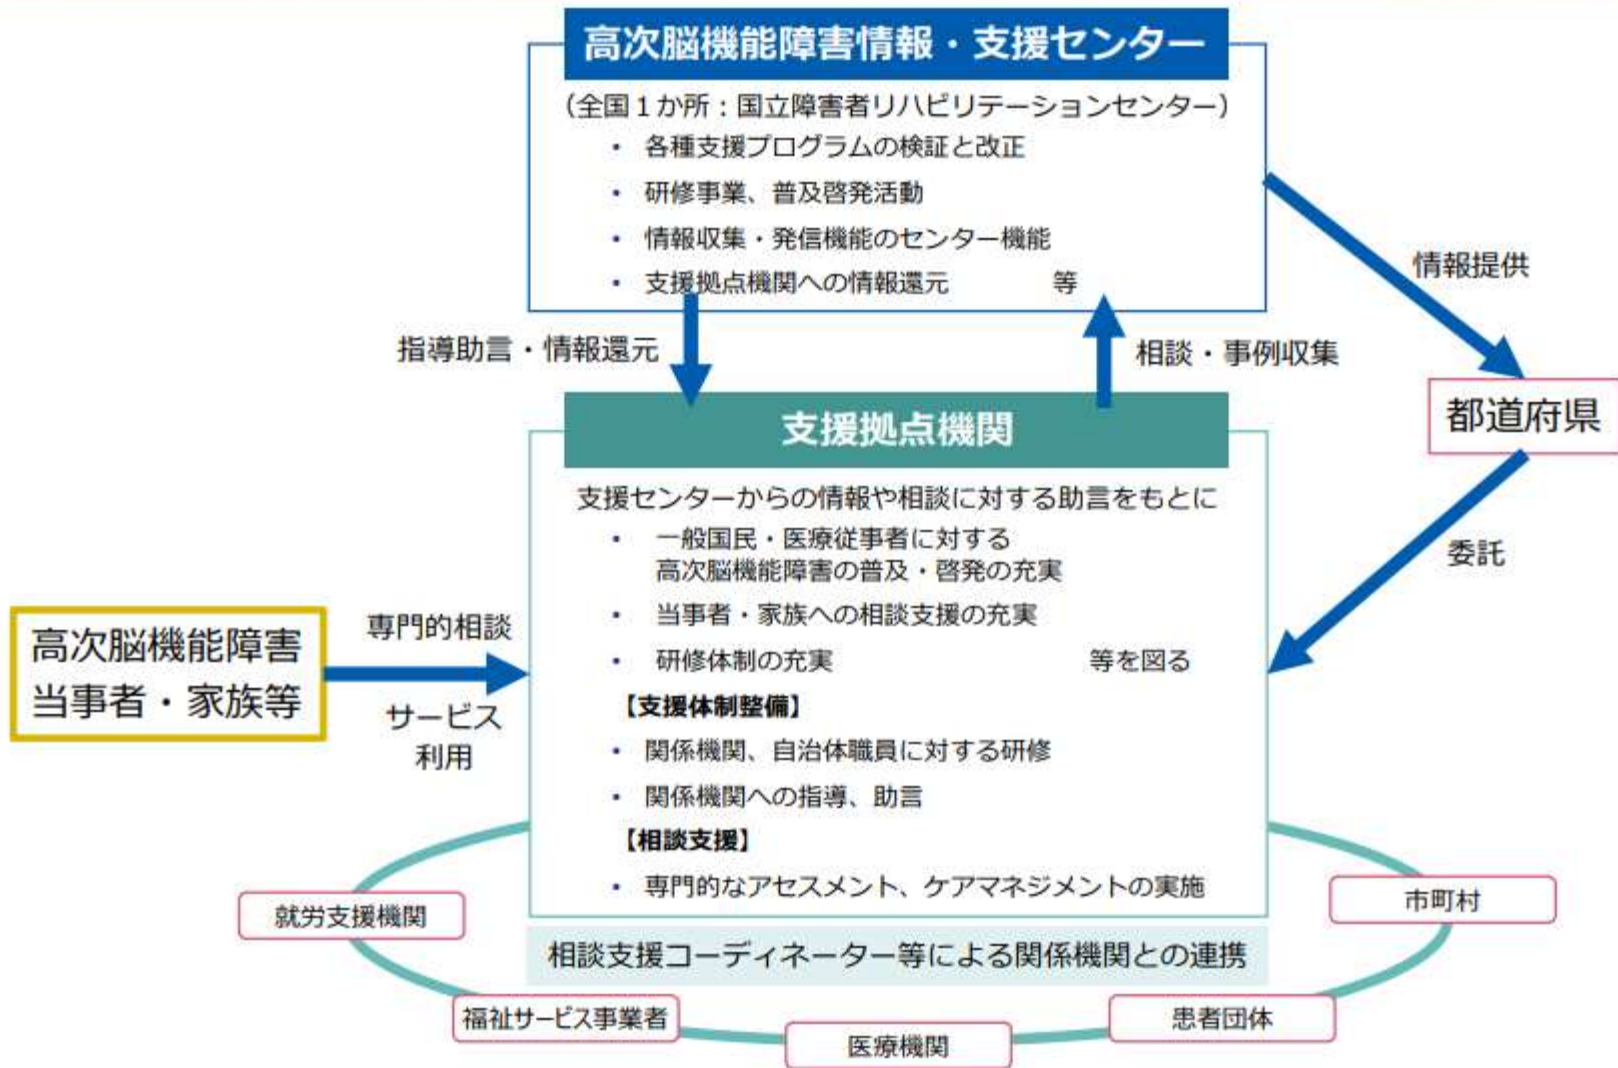 高次脳機能障害情報・支援センター
（全国１か所：国立障害者リハビリテーションセンター）
• 各種支援プログラムの検証と改正
• 研修事業、普及啓発活動
• 情報収集・発信機能のセンター機能
• 支援拠点機関への情報還元　　　等
情報提供
指導助言・情報還元
相談・事例収集
都道府県
委託
支援拠点機関
支援センターからの情報や相談に対する助言をもとに
• 一般国民・医療従事者に対する
高次脳機能障害の普及・啓発の充実
• 当事者・家族への相談支援の充実
• 研修体制の充実　　　等を図る
【支援体制整備】
• 関係機関、自治体職員に対する研修
• 関係機関への指導、助言
【相談支援】
• 専門的なアセスメント、ケアマネジメントの実施
高次脳機能障害
当事者・家族等
専門的相談
サービス
利用
相談支援コーディネーター等による関係機関との連携
就労支援機関
福祉サービス事業者
医療機関
患者団体
市町村